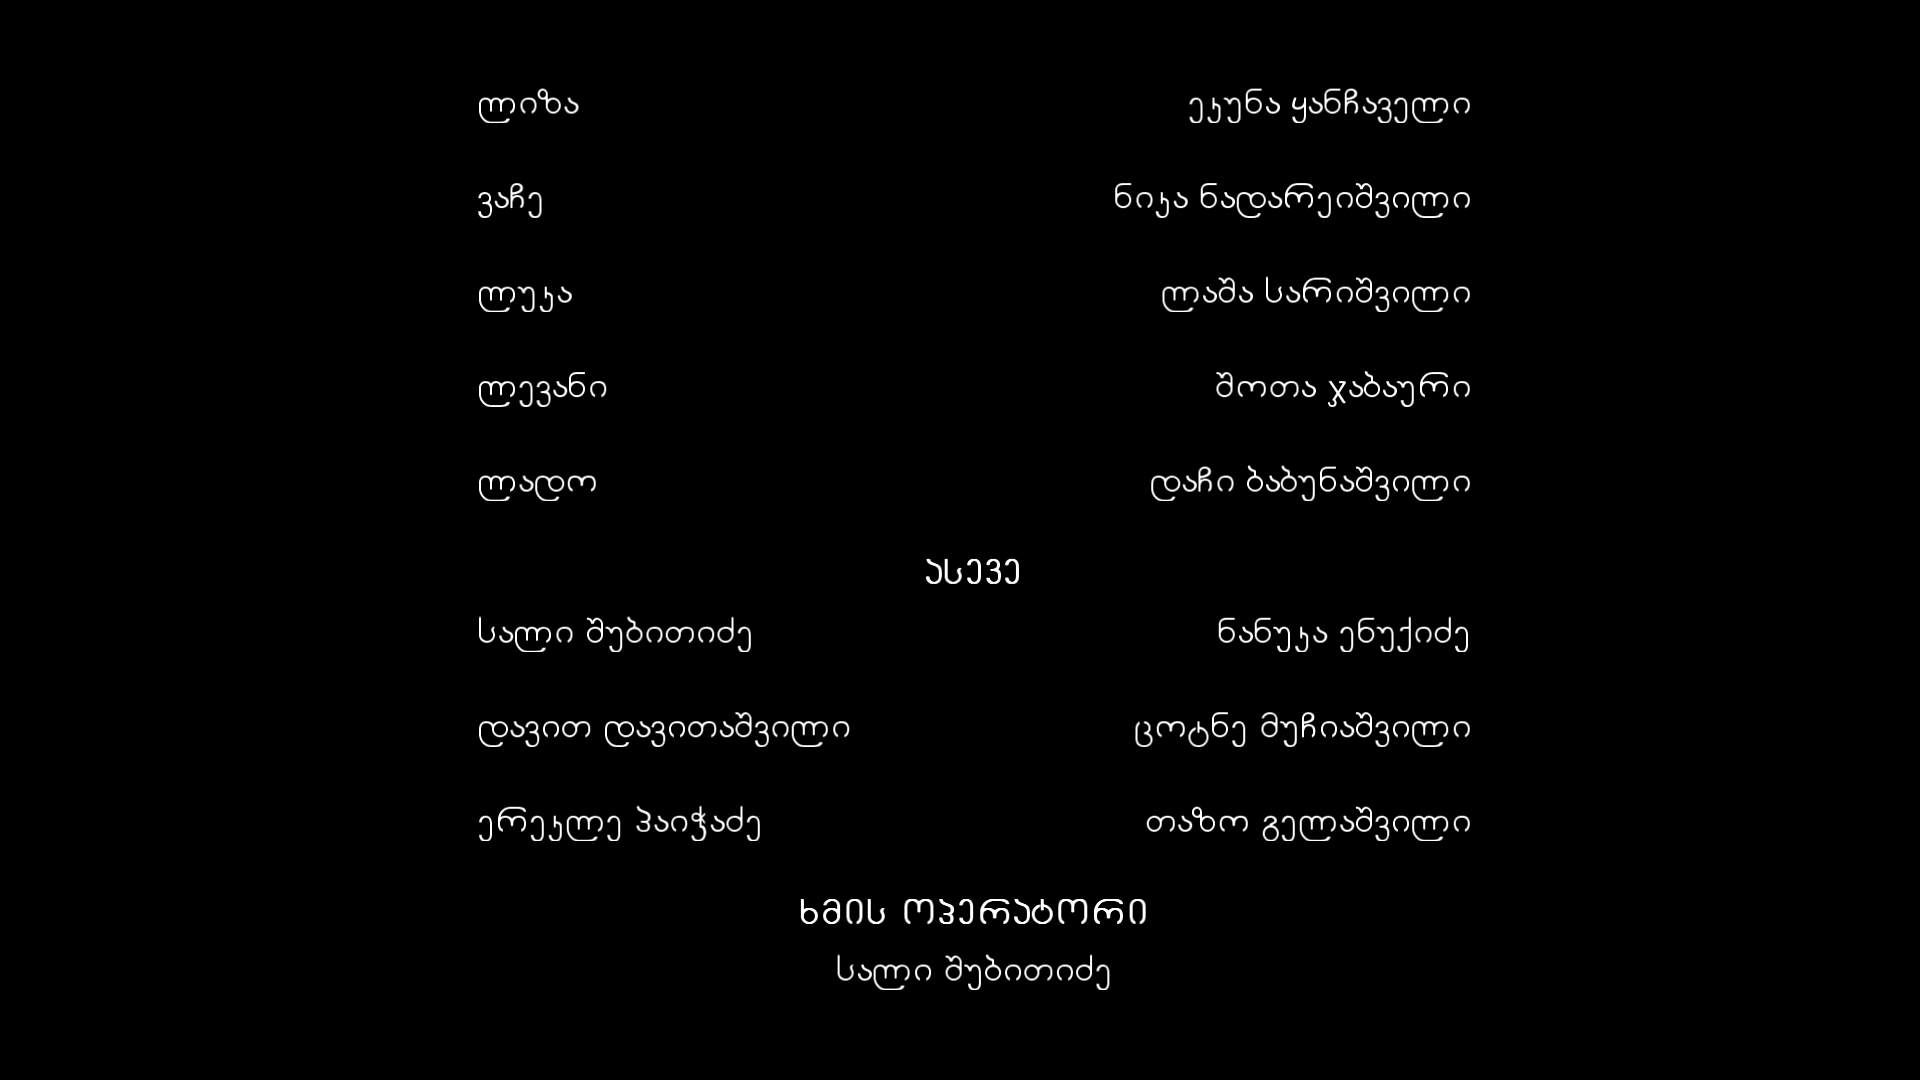 ლიზა ეკუნა ყანჩაველი
ვაჩე ნიკა ნადარეიშვილი
ლუკა ლაშა სარიშვილი
ლევანი შოთა ჯაბაური
ლადო დაჩი ბაბუნაშვილი
ასევე
სალი შუბითიძე ნანუკა ენუქიძე
დავით დავითაშვილი ცოტნე მუჩიაშვილი
ერეკლე ჰაიჭაძე თაზო გელაშვილი
ხმის ოპერატორი
სალი შუბითიძე